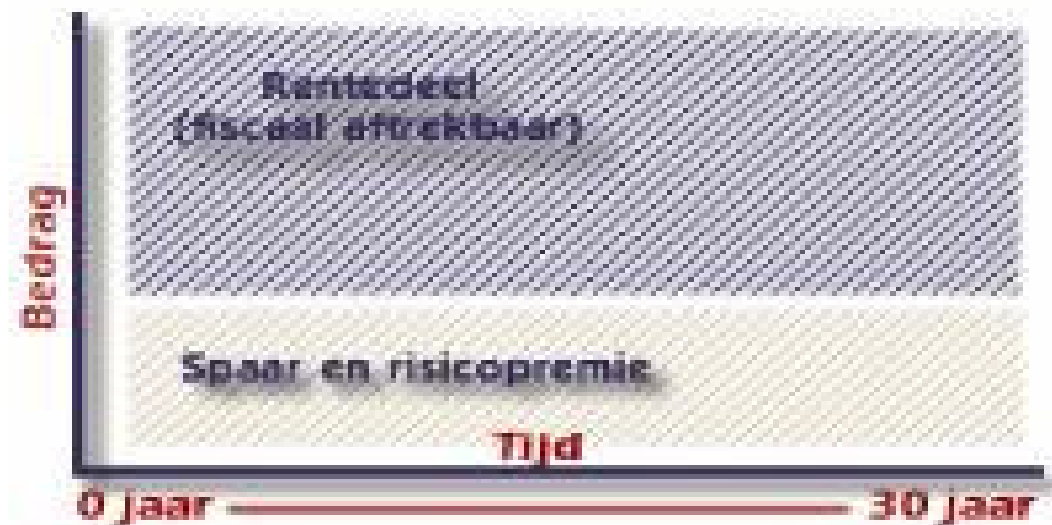 Rentedeel
(fiscaal aftrekbaar)
Bedrag
Spaar en risicopremie
Tijd
0 jaar 30 jaar